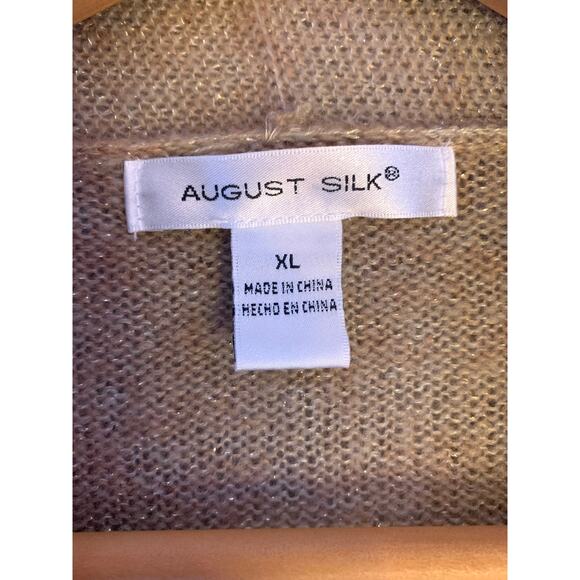 AUGUST SILK®
XL
MADE IN CHINA
HECHO EN CHINA